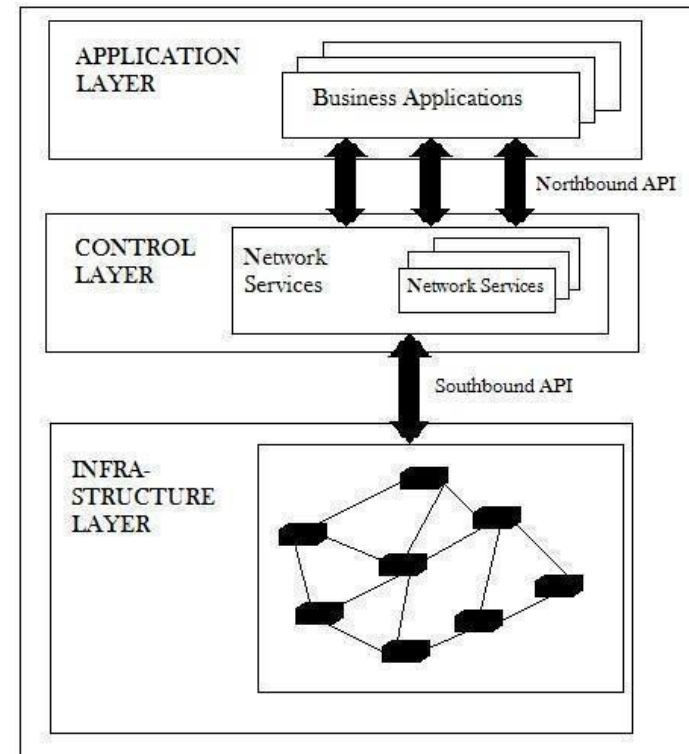 APPLICATION
LAYER
Business Applications
Northbound API
CONTROL
LAYER
Network
Services
Network Services
Southbound API
INFRA-
STRUCTURE
LAYER